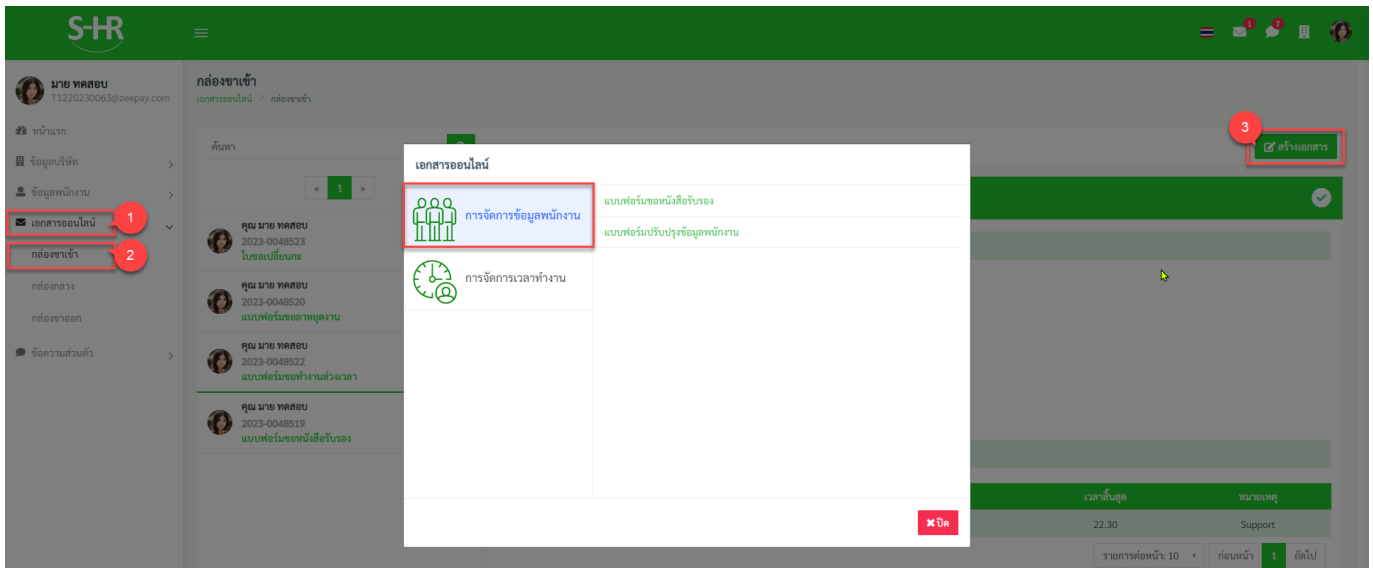 S-HR
1
7
มาย ทดสอบ
T1220230063@zeepay.com
หน้าแรก
ข้อมูลบริษัท
ข้อมูลพนักงาน
เอกสารออนไลน์
1
กล่องขาเข้า
2
กล่องกลาง
กล่องขาออก
ข้อความส่วนตัว
กล่องขาเข้า
เอกสารออนไลน์ > กล่องขาเข้า
ค้นหา
« 1 »
คุณ มาย ทดสอบ
2023-0048523
ใบขอเปลี่ยนกะ
คุณ มาย ทดสอบ
2023-0048520
แบบฟอร์มขอลาหยุดงาน
คุณ มาย ทดสอบ
2023-0048522
แบบฟอร์มขอทำงานล่วงเวลา
คุณ มาย ทดสอบ
2023-0048519
แบบฟอร์มขอหนังสือรับรอง
3
สร้างเอกสาร
เอกสารออนไลน์
การจัดการข้อมูลพนักงาน
การจัดการเวลาทำงาน
แบบฟอร์มขอหนังสือรับรอง
แบบฟอร์มปรับปรุงข้อมูลพนักงาน
ปิด
เวลาสิ้นสุด หมายเหตุ
22.30 Support
รายการต่อหน้า: 10 ก่อนหน้า 1 ถัดไป